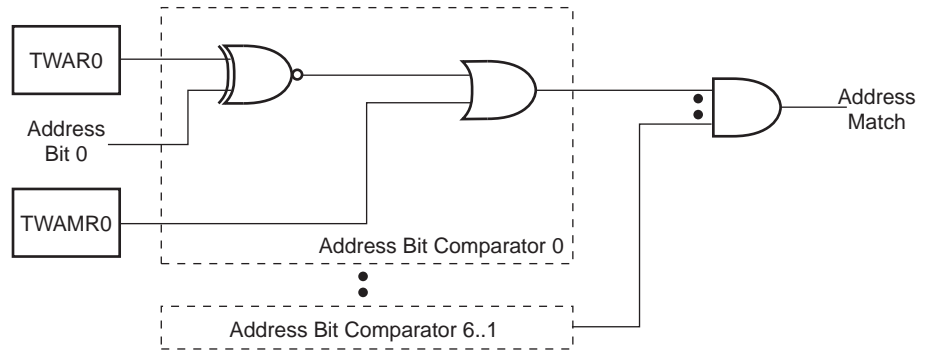 TWAR0
Address
Bit 0
TWAMR0
Address Bit Comparator 0
Address Bit Comparator 6..1
Address
Match